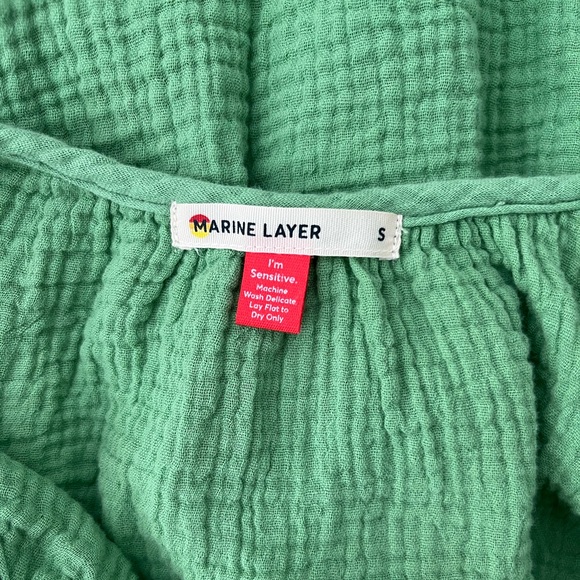 MARINE LAYER S
I'm
Sensitive.
Machine
Wash Delicate
Lay Flat to
Dry Only